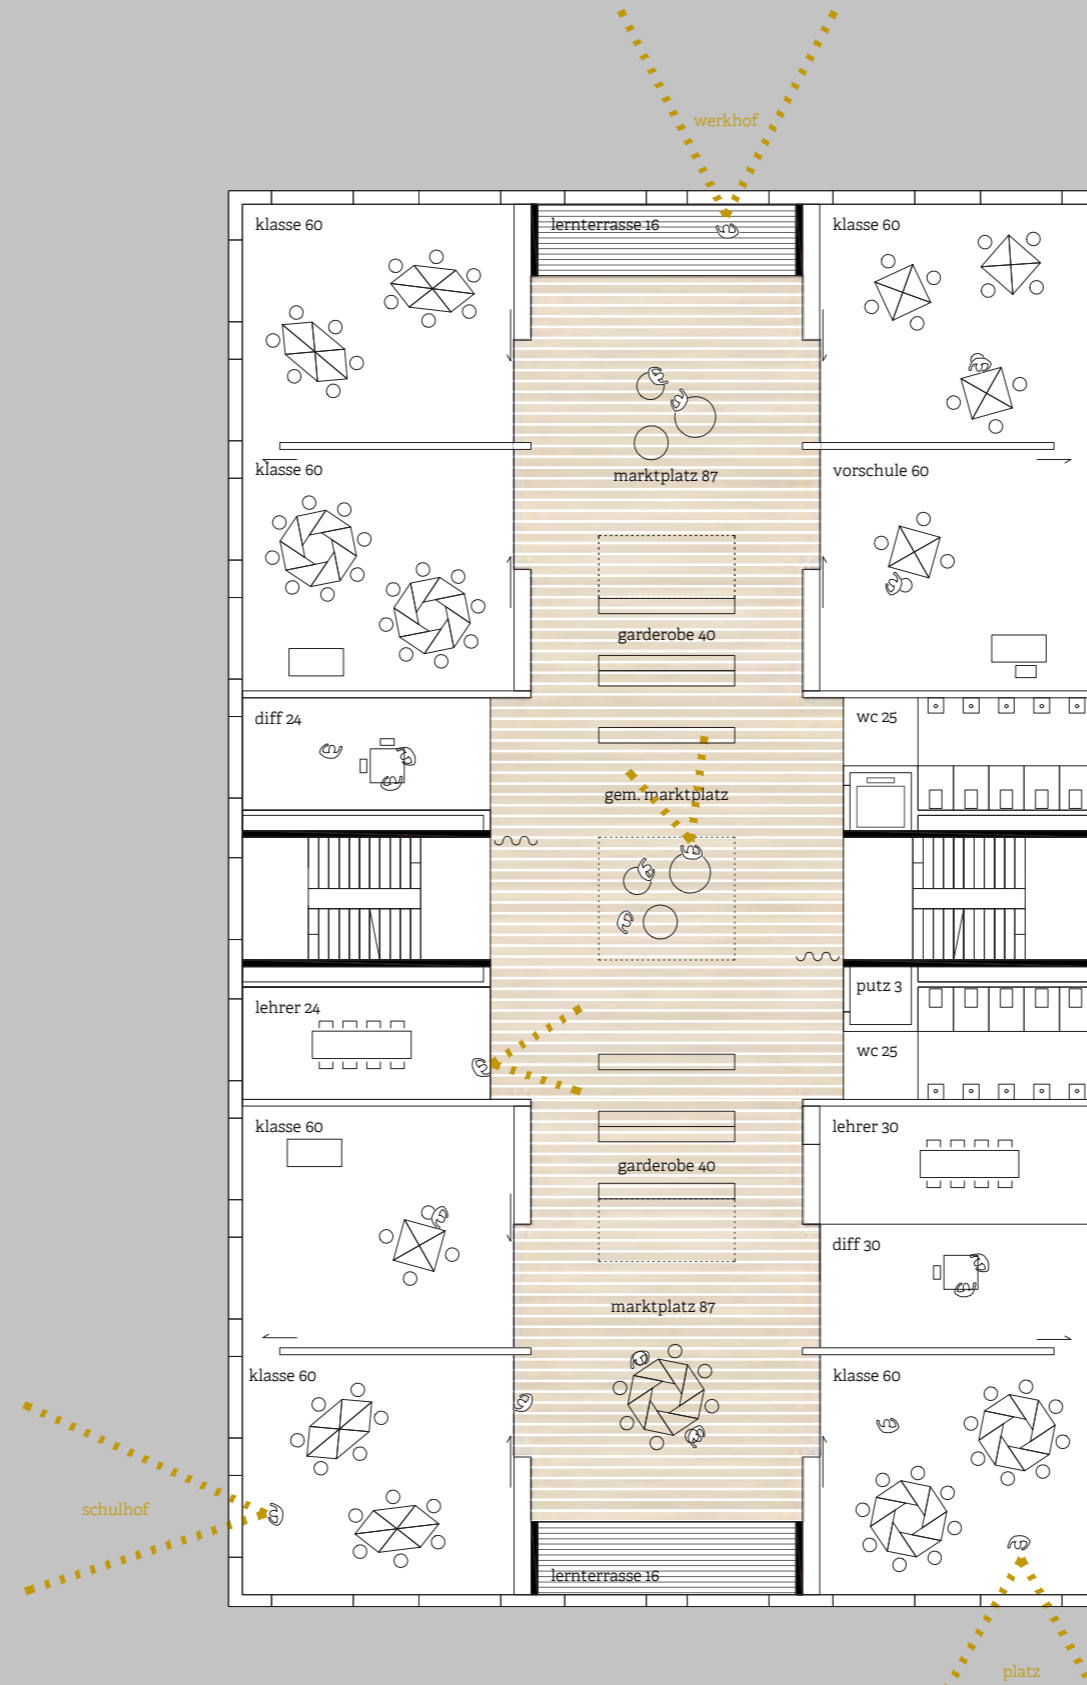 werkhof
klasse 60
lernterrasse 16
klasse 60
klasse 60
marktplatz 87
vorschule 60
garderobe 40
diff 24
wc 25
gem. marktplatz
putz 3
lehrer 24
wc 25
klasse 60
lehrer 30
garderobe 40
diff 30
marktplatz 87
klasse 60
klasse 60
schulhof
lernterrasse 16
platz